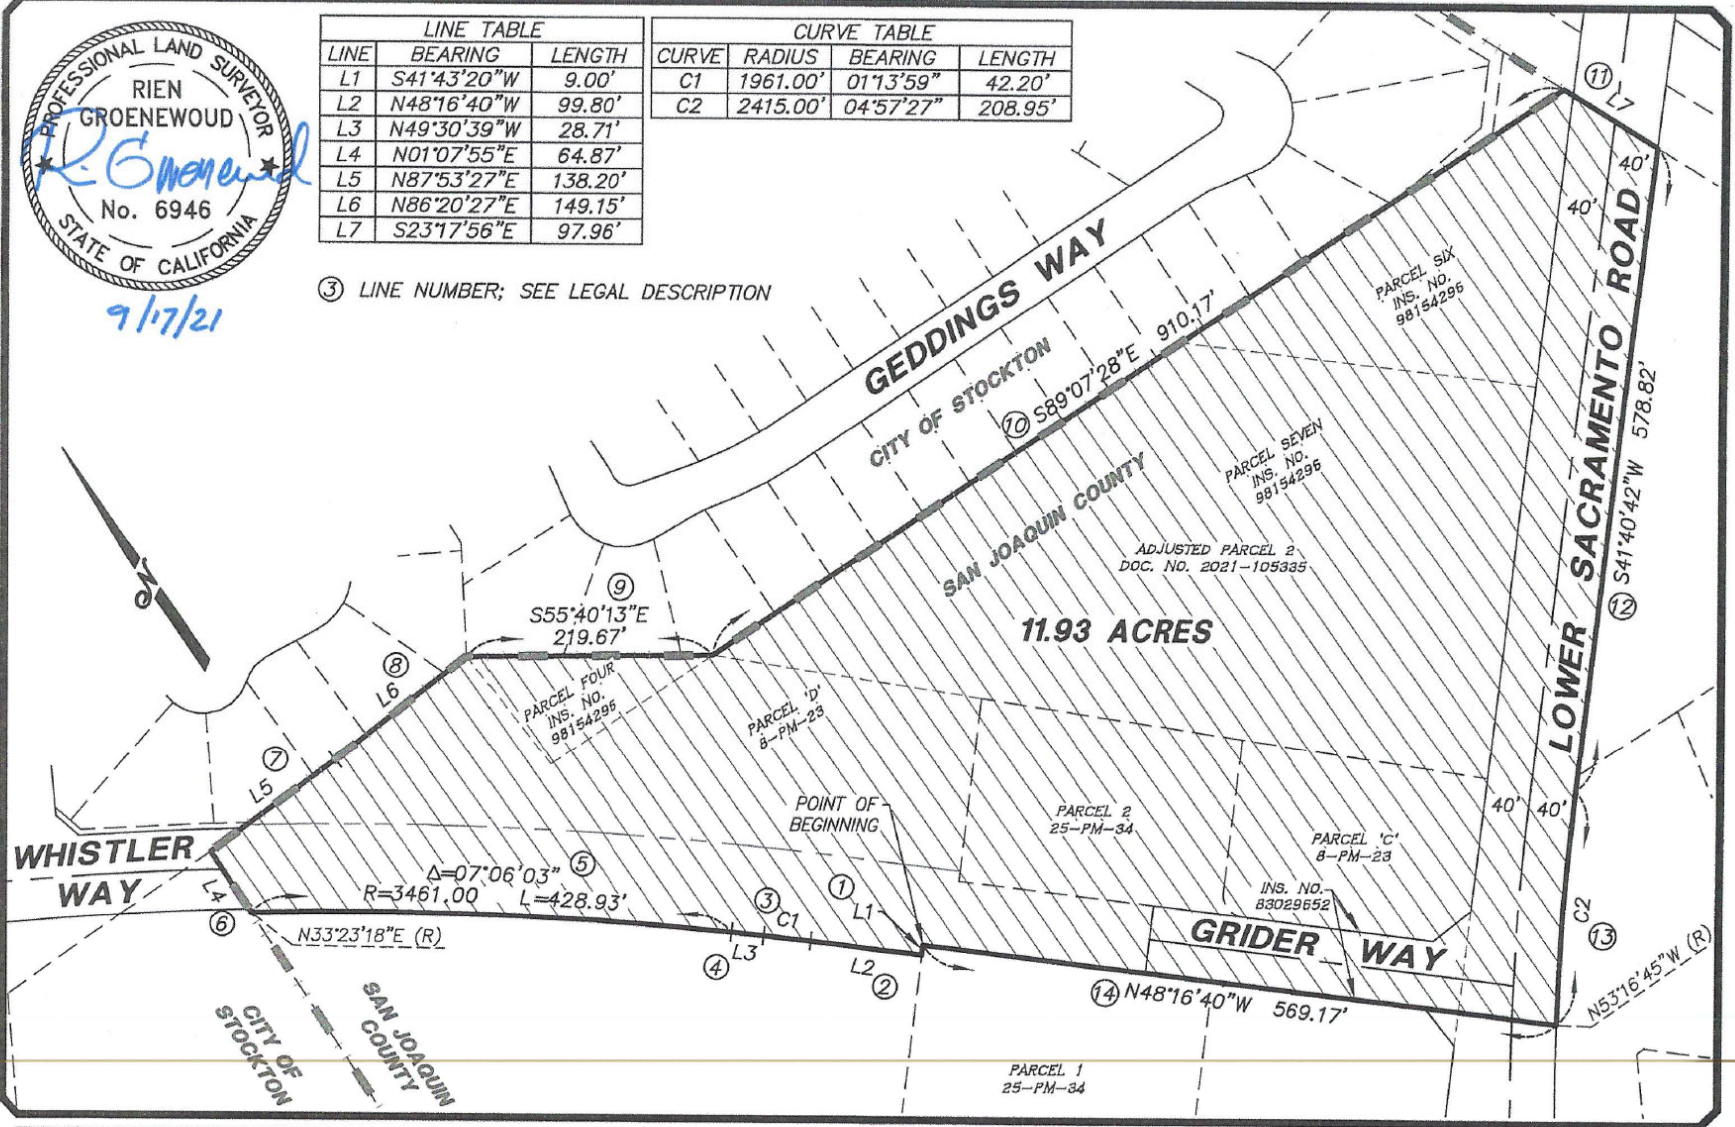 PROFESSIONAL LAND SURVEYOR
RIEN
GROENEWOUD
No. 6946
STATE OF CALIFORNIA
9/17/21
LINE TABLE
LINE BEARING LENGTH
L1 S41°43'20"W 9.00'
L2 N48°16'40"W 99.80'
L3 N49°30'39"W 28.71'
L4 N01°07'55"E 64.87'
L5 N87°53'27"E 138.20'
L6 N86°20'27"E 149.15'
L7 S23°17'56"E 97.96'
CURVE TABLE
CURVE RADIUS BEARING LENGTH
C1 1961.00' 01°13'59" 42.20'
C2 2415.00' 04°57'27" 208.95'
3 LINE NUMBER; SEE LEGAL DESCRIPTION
11
L7
40'
40'
GEDDINGS WAY
CITY OF STOCKTON
10 S89°07'28"E 910.17'
SAN JOAQUIN COUNTY
PARCEL SIX
INS. NO.
98154296
PARCEL SEVEN
INS. NO.
98154296
LOWER SACRAMENTO ROAD
12 S41°40'42"W 578.82'
ADJUSTED PARCEL 2
DOC. NO. 2021-105335
11.93 ACRES
N
9
S55°40'13"E
219.67'
8
L6
PARCEL FOUR
INS. NO.
98154296
PARCEL 'D'
8-PM-23
7
L5
POINT OF
BEGINNING
PARCEL 2
25-PM-34
PARCEL 'C'
8-PM-23
40' 40'
WHISTLER
WAY
L4
6
Δ=07°06'03" 5
R=3461.00 L=428.93'
N33°23'18"E (R)
3
C1
1
L1
L3
4
L2
2
INS. NO.
83029652
GRIDER WAY
C2
13
14 N48°16'40"W 569.17'
N53°16'45"W (R)
CITY OF
STOCKTON
SAN JOAQUIN
COUNTY
PARCEL 1
25-PM-34